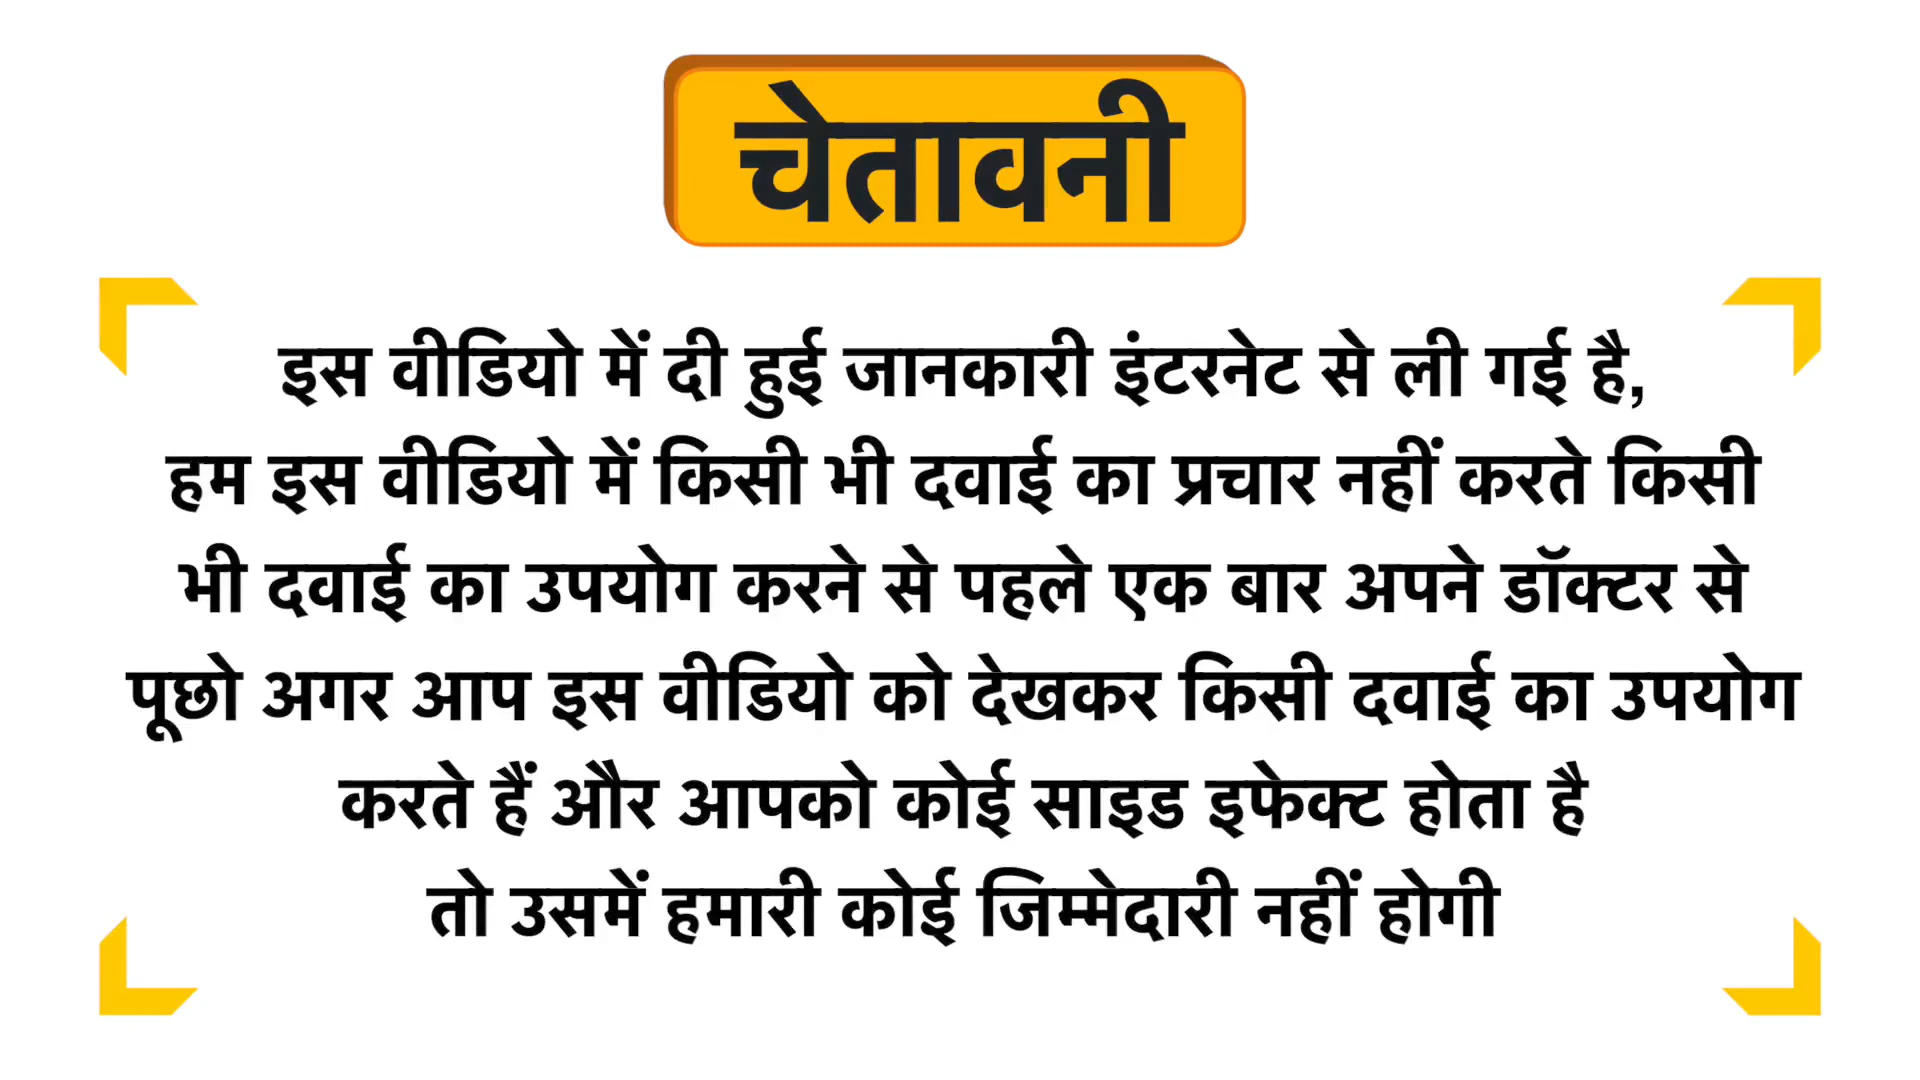 चेतावनी
इस वीडियो में दी हुई जानकारी इंटरनेट से ली गई है,
हम इस वीडियो में किसी भी दवाई का प्रचार नहीं करते किसी
भी दवाई का उपयोग करने से पहले एक बार अपने डॉक्टर से
पूछो अगर आप इस वीडियो को देखकर किसी दवाई का उपयोग
करते हैं और आपको कोई साइड इफेक्ट होता है
तो उसमें हमारी कोई जिम्मेदारी नहीं होगी